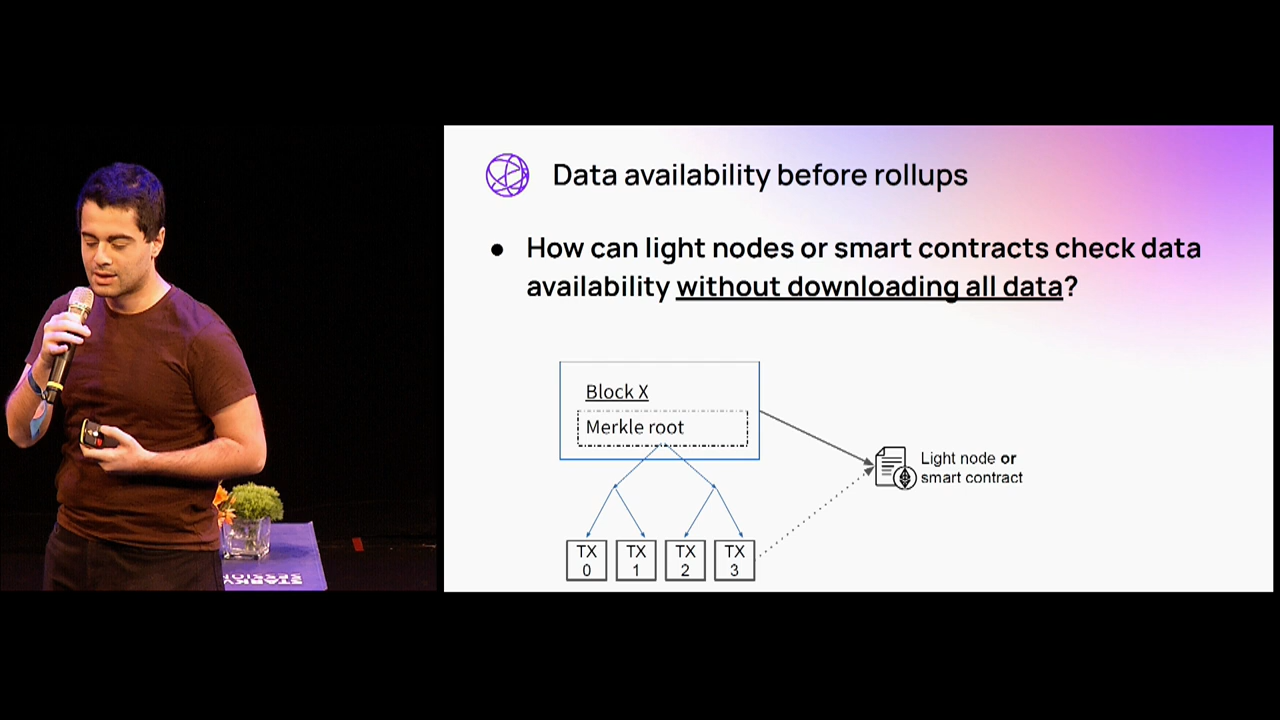 Data availability before rollups
● How can light nodes or smart contracts check data
availability without downloading all data?
Block X
Merkle root
Light node or
smart contract
TX
0
TX
1
TX
2
TX
3